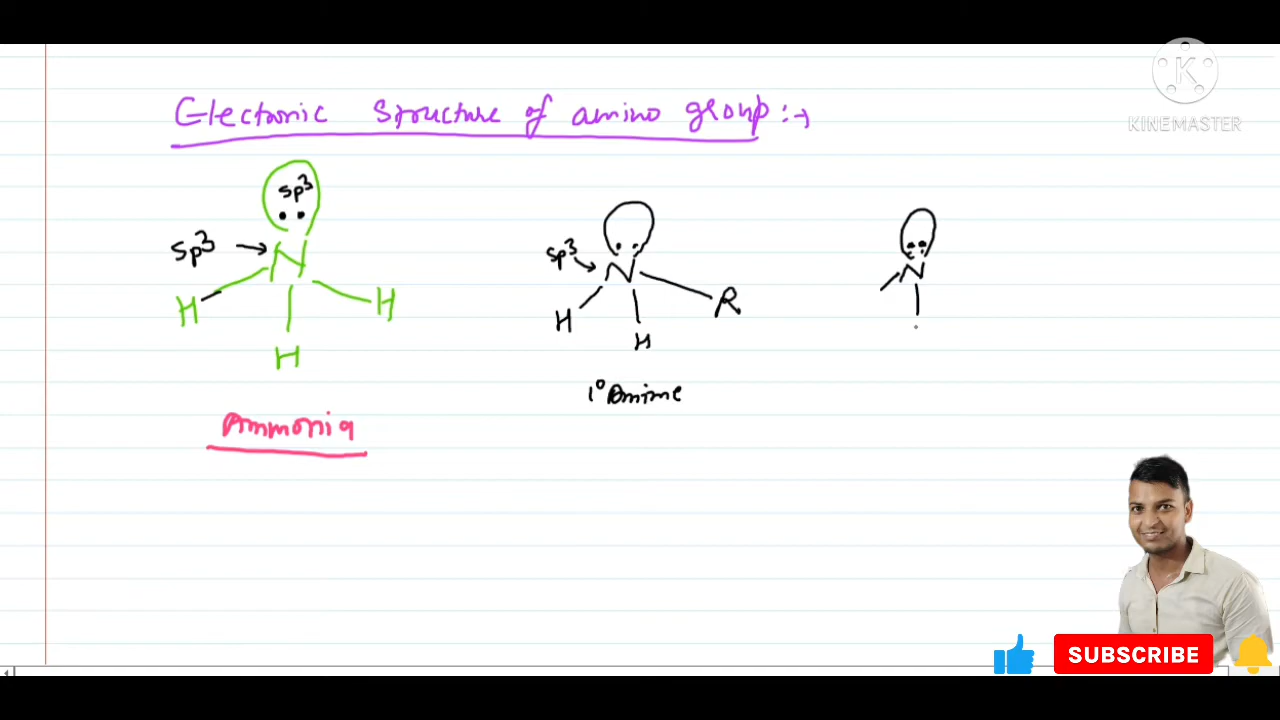 Electronic Structure of amino group :→
K
KINEMASTER
sp3
sp3
N
H
H
H
Ammonia
sp3
N
H
H
R
1° Amine
N
SUBSCRIBE